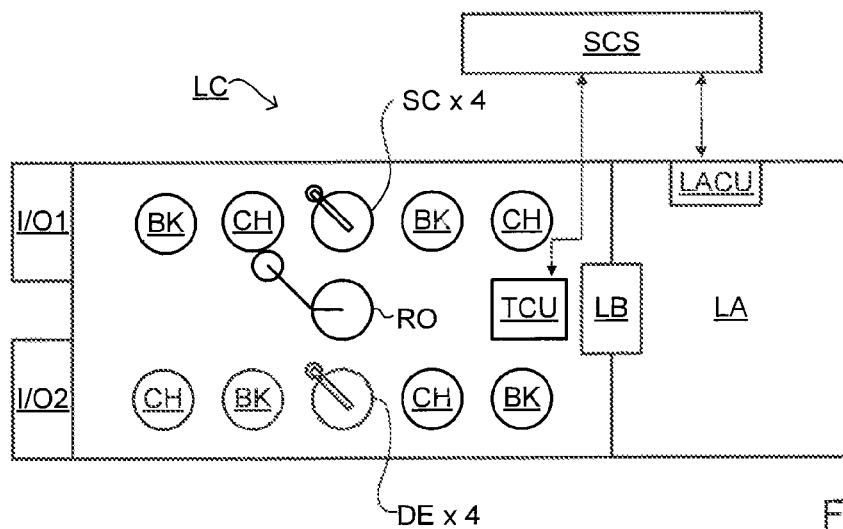 SCS
LC
SC x 4
LACU
I/O1
BK
CH
BK
CH
RO
TCU
LB
LA
I/O2
CH
BK
CH
BK
DE x 4
F